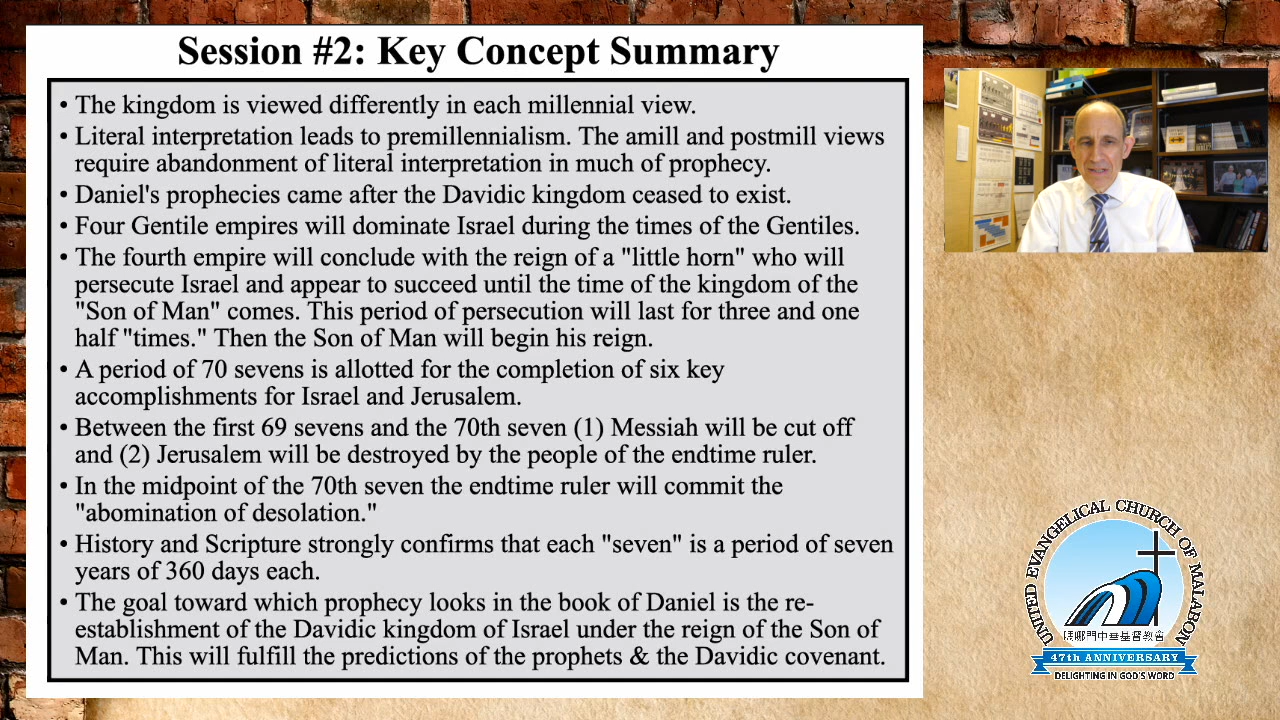 Session #2: Key Concept Summary
• The kingdom is viewed differently in each millennial view.
• Literal interpretation leads to premillennialism. The amill and postmill views
require abandonment of literal interpretation in much of prophecy.
• Daniel's prophecies came after the Davidic kingdom ceased to exist.
• Four Gentile empires will dominate Israel during the times of the Gentiles.
• The fourth empire will conclude with the reign of a "little horn" who will
persecute Israel and appear to succeed until the time of the kingdom of the
"Son of Man" comes. This period of persecution will last for three and one
half "times." Then the Son of Man will begin his reign.
• A period of 70 sevens is allotted for the completion of six key
accomplishments for Israel and Jerusalem.
• Between the first 69 sevens and the 70th seven (1) Messiah will be cut off
and (2) Jerusalem will be destroyed by the people of the endtime ruler.
• In the midpoint of the 70th seven the endtime ruler will commit the
"abomination of desolation."
• History and Scripture strongly confirms that each "seven" is a period of seven
years of 360 days each.
• The goal toward which prophecy looks in the book of Daniel is the re-
establishment of the Davidic kingdom of Israel under the reign of the Son of
Man. This will fulfill the predictions of the prophets & the Davidic covenant.
UNITED EVANGELICAL CHURCH OF MALABON
中華基督教會
47th ANNIVERSARY
DELIGHTING IN GOD'S WORD